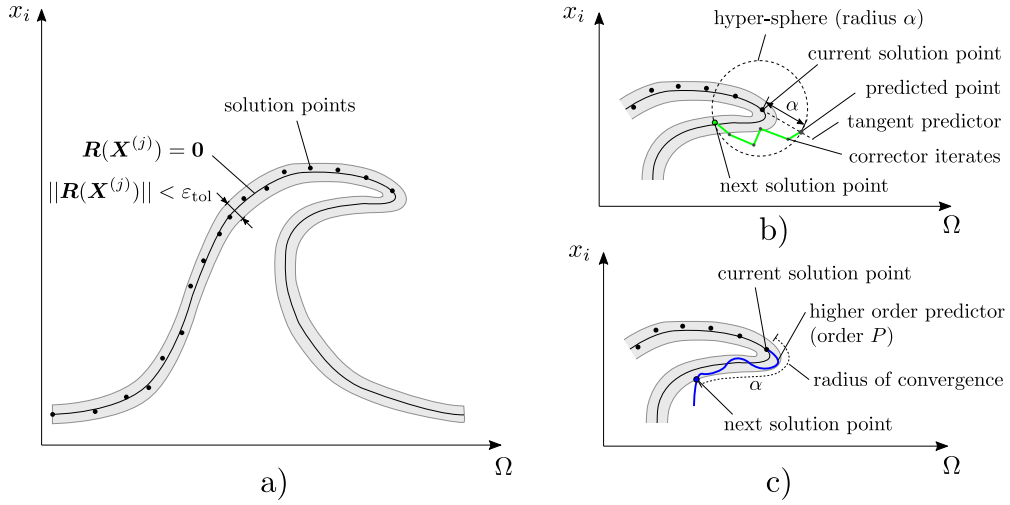 x_i
solution points
R(X^(j)) = 0
||R(X^(j))|| < ε_tol
Ω
a)
x_i
hyper-sphere (radius α)
current solution point
predicted point
α
tangent predictor
corrector iterates
next solution point
Ω
b)
x_i
current solution point
higher order predictor
(order P)
radius of convergence
α
next solution point
Ω
c)